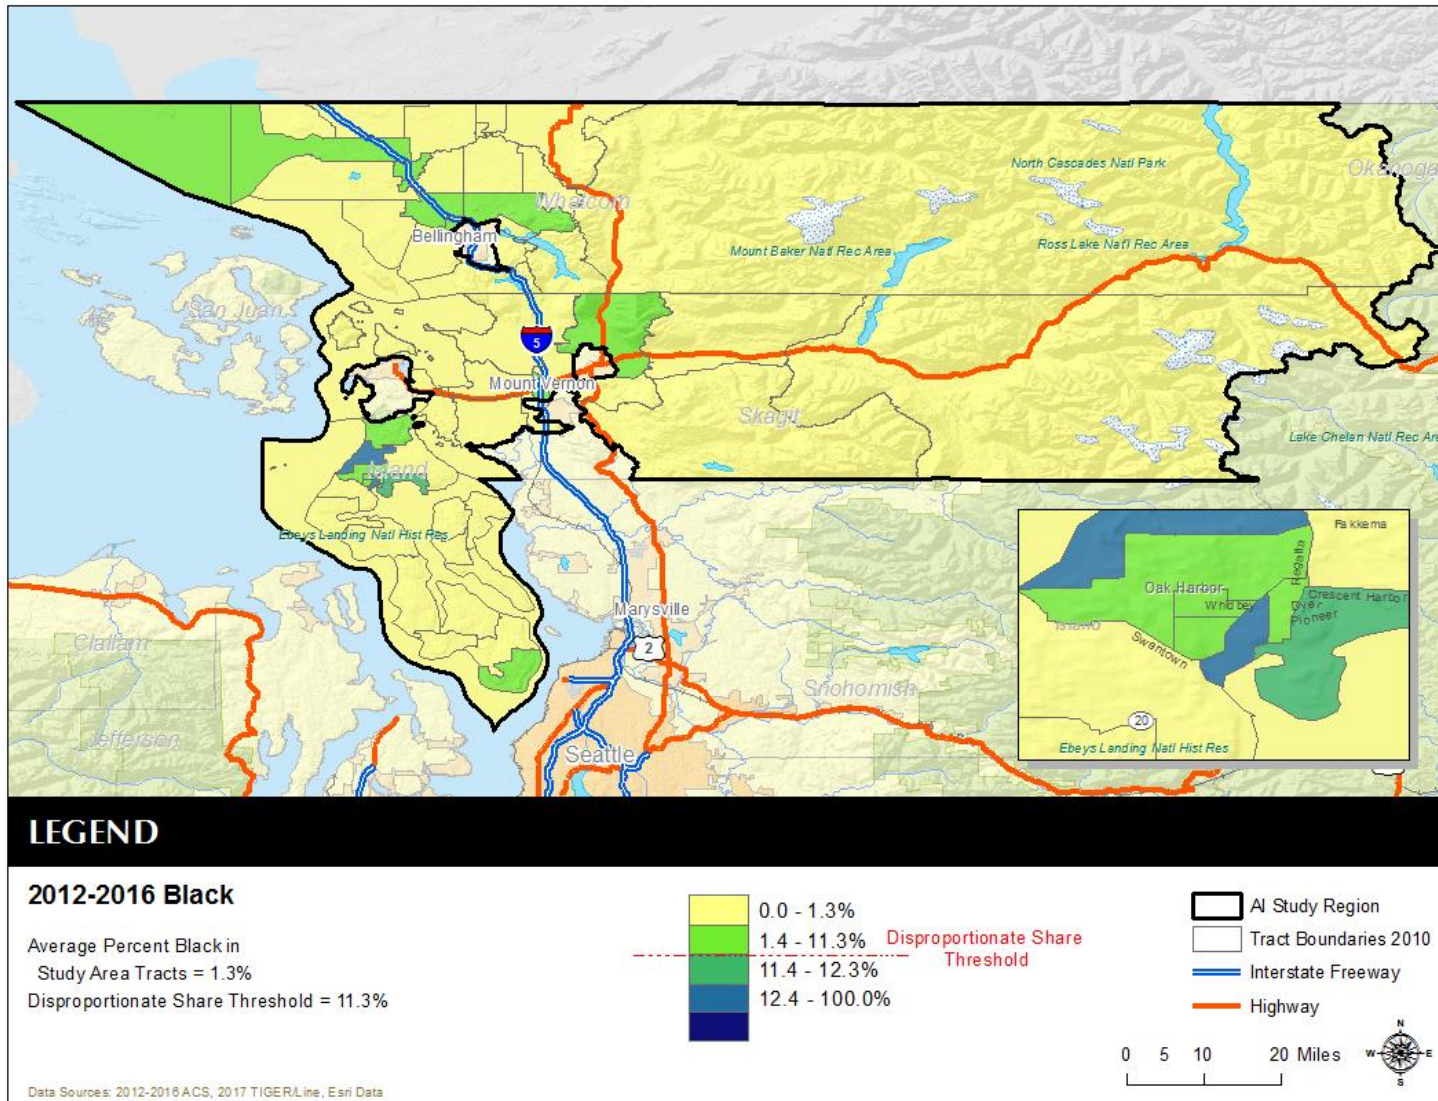 Okanoga
North Cascades Natl Park
Whatcom
Bellingham
Mount Baker Natl Rec Area
Ross Lake Natl Rec Area
San Juan
5
Mount Vernon
Skagit
Lake Chelan Natl Rec Are
Island
Ebeys Landing Natl Hist Res
Pakkema
Regatta
Oak Harbor
Crescent Harbor
Whidbey
Dyer
Pioneer
Island
Swantown
20
Ebeys Landing Natl Hist Res
Marysville
2
Clallam
Snohomish
Jefferson
Seattle
LEGEND
2012-2016 Black
Average Percent Black in
Study Area Tracts = 1.3%
Disproportionate Share Threshold = 11.3%
0.0 - 1.3%
1.4 - 11.3%
Disproportionate Share
Threshold
11.4 - 12.3%
12.4 - 100.0%
AI Study Region
Tract Boundaries 2010
Interstate Freeway
Highway
0 5 10 20 Miles
N
W E
S
Data Sources: 2012-2016 ACS, 2017 TIGER/Line, Esri Data